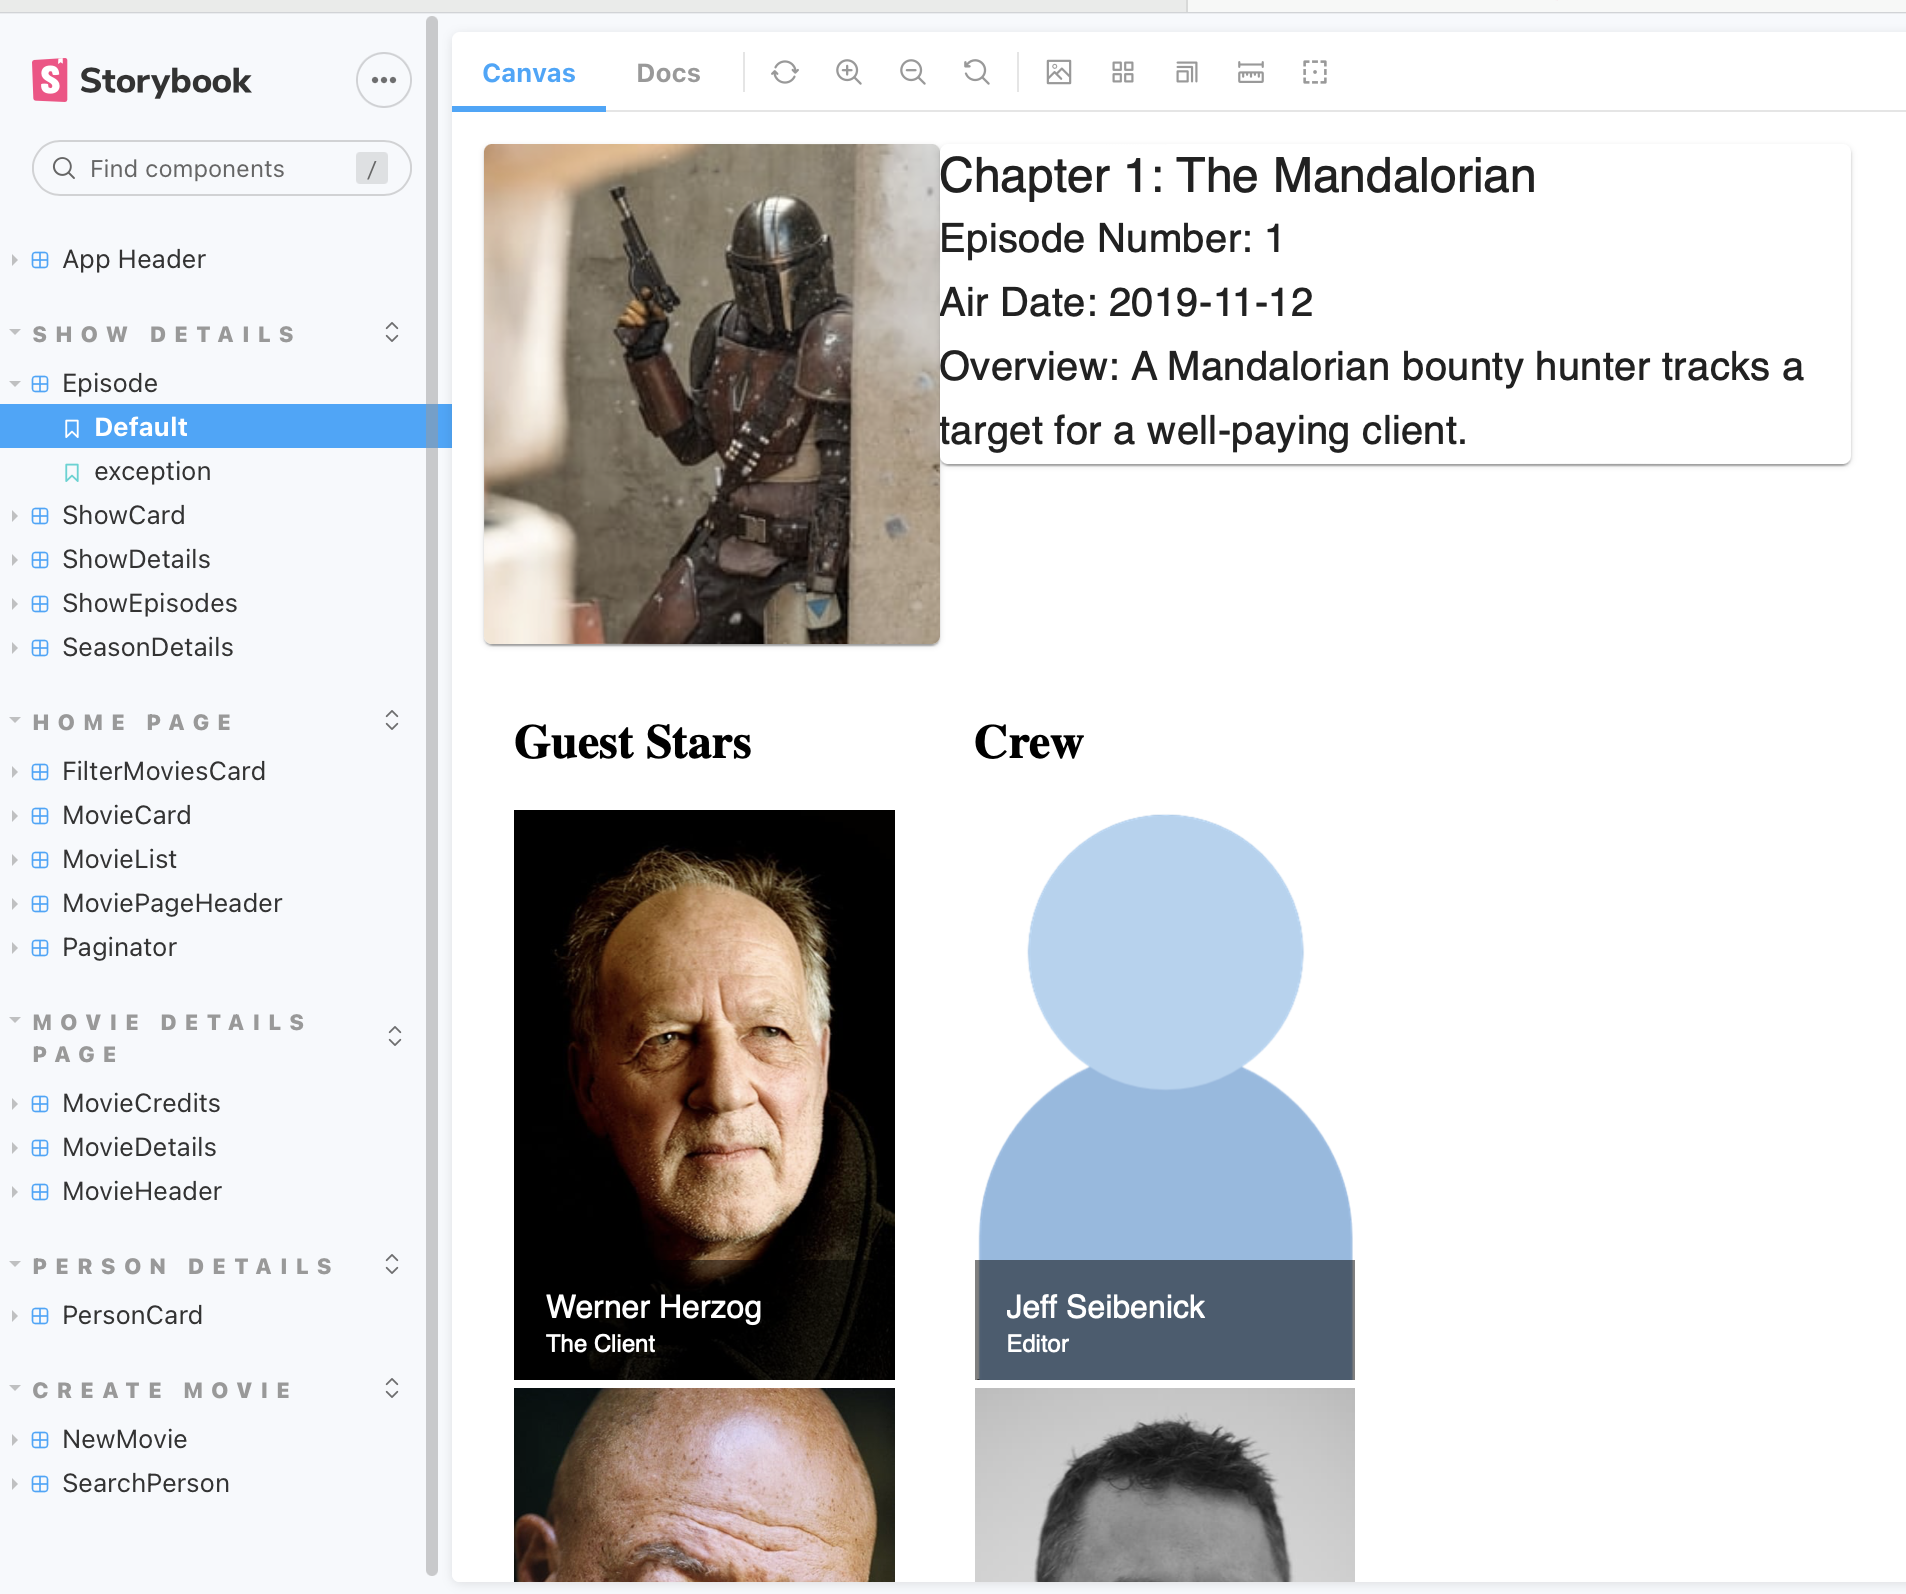 Storybook
Find components
/
App Header
SHOW DETAILS
Episode
Default
exception
ShowCard
ShowDetails
ShowEpisodes
SeasonDetails
HOME PAGE
FilterMoviesCard
MovieCard
MovieList
MoviePageHeader
Paginator
MOVIE DETAILS
PAGE
MovieCredits
MovieDetails
MovieHeader
PERSON DETAILS
PersonCard
CREATE MOVIE
NewMovie
SearchPerson
Canvas
Docs
Chapter 1: The Mandalorian
Episode Number: 1
Air Date: 2019-11-12
Overview: A Mandalorian bounty hunter tracks a
target for a well-paying client.
Guest Stars
Werner Herzog
The Client
Crew
Jeff Seibenick
Editor